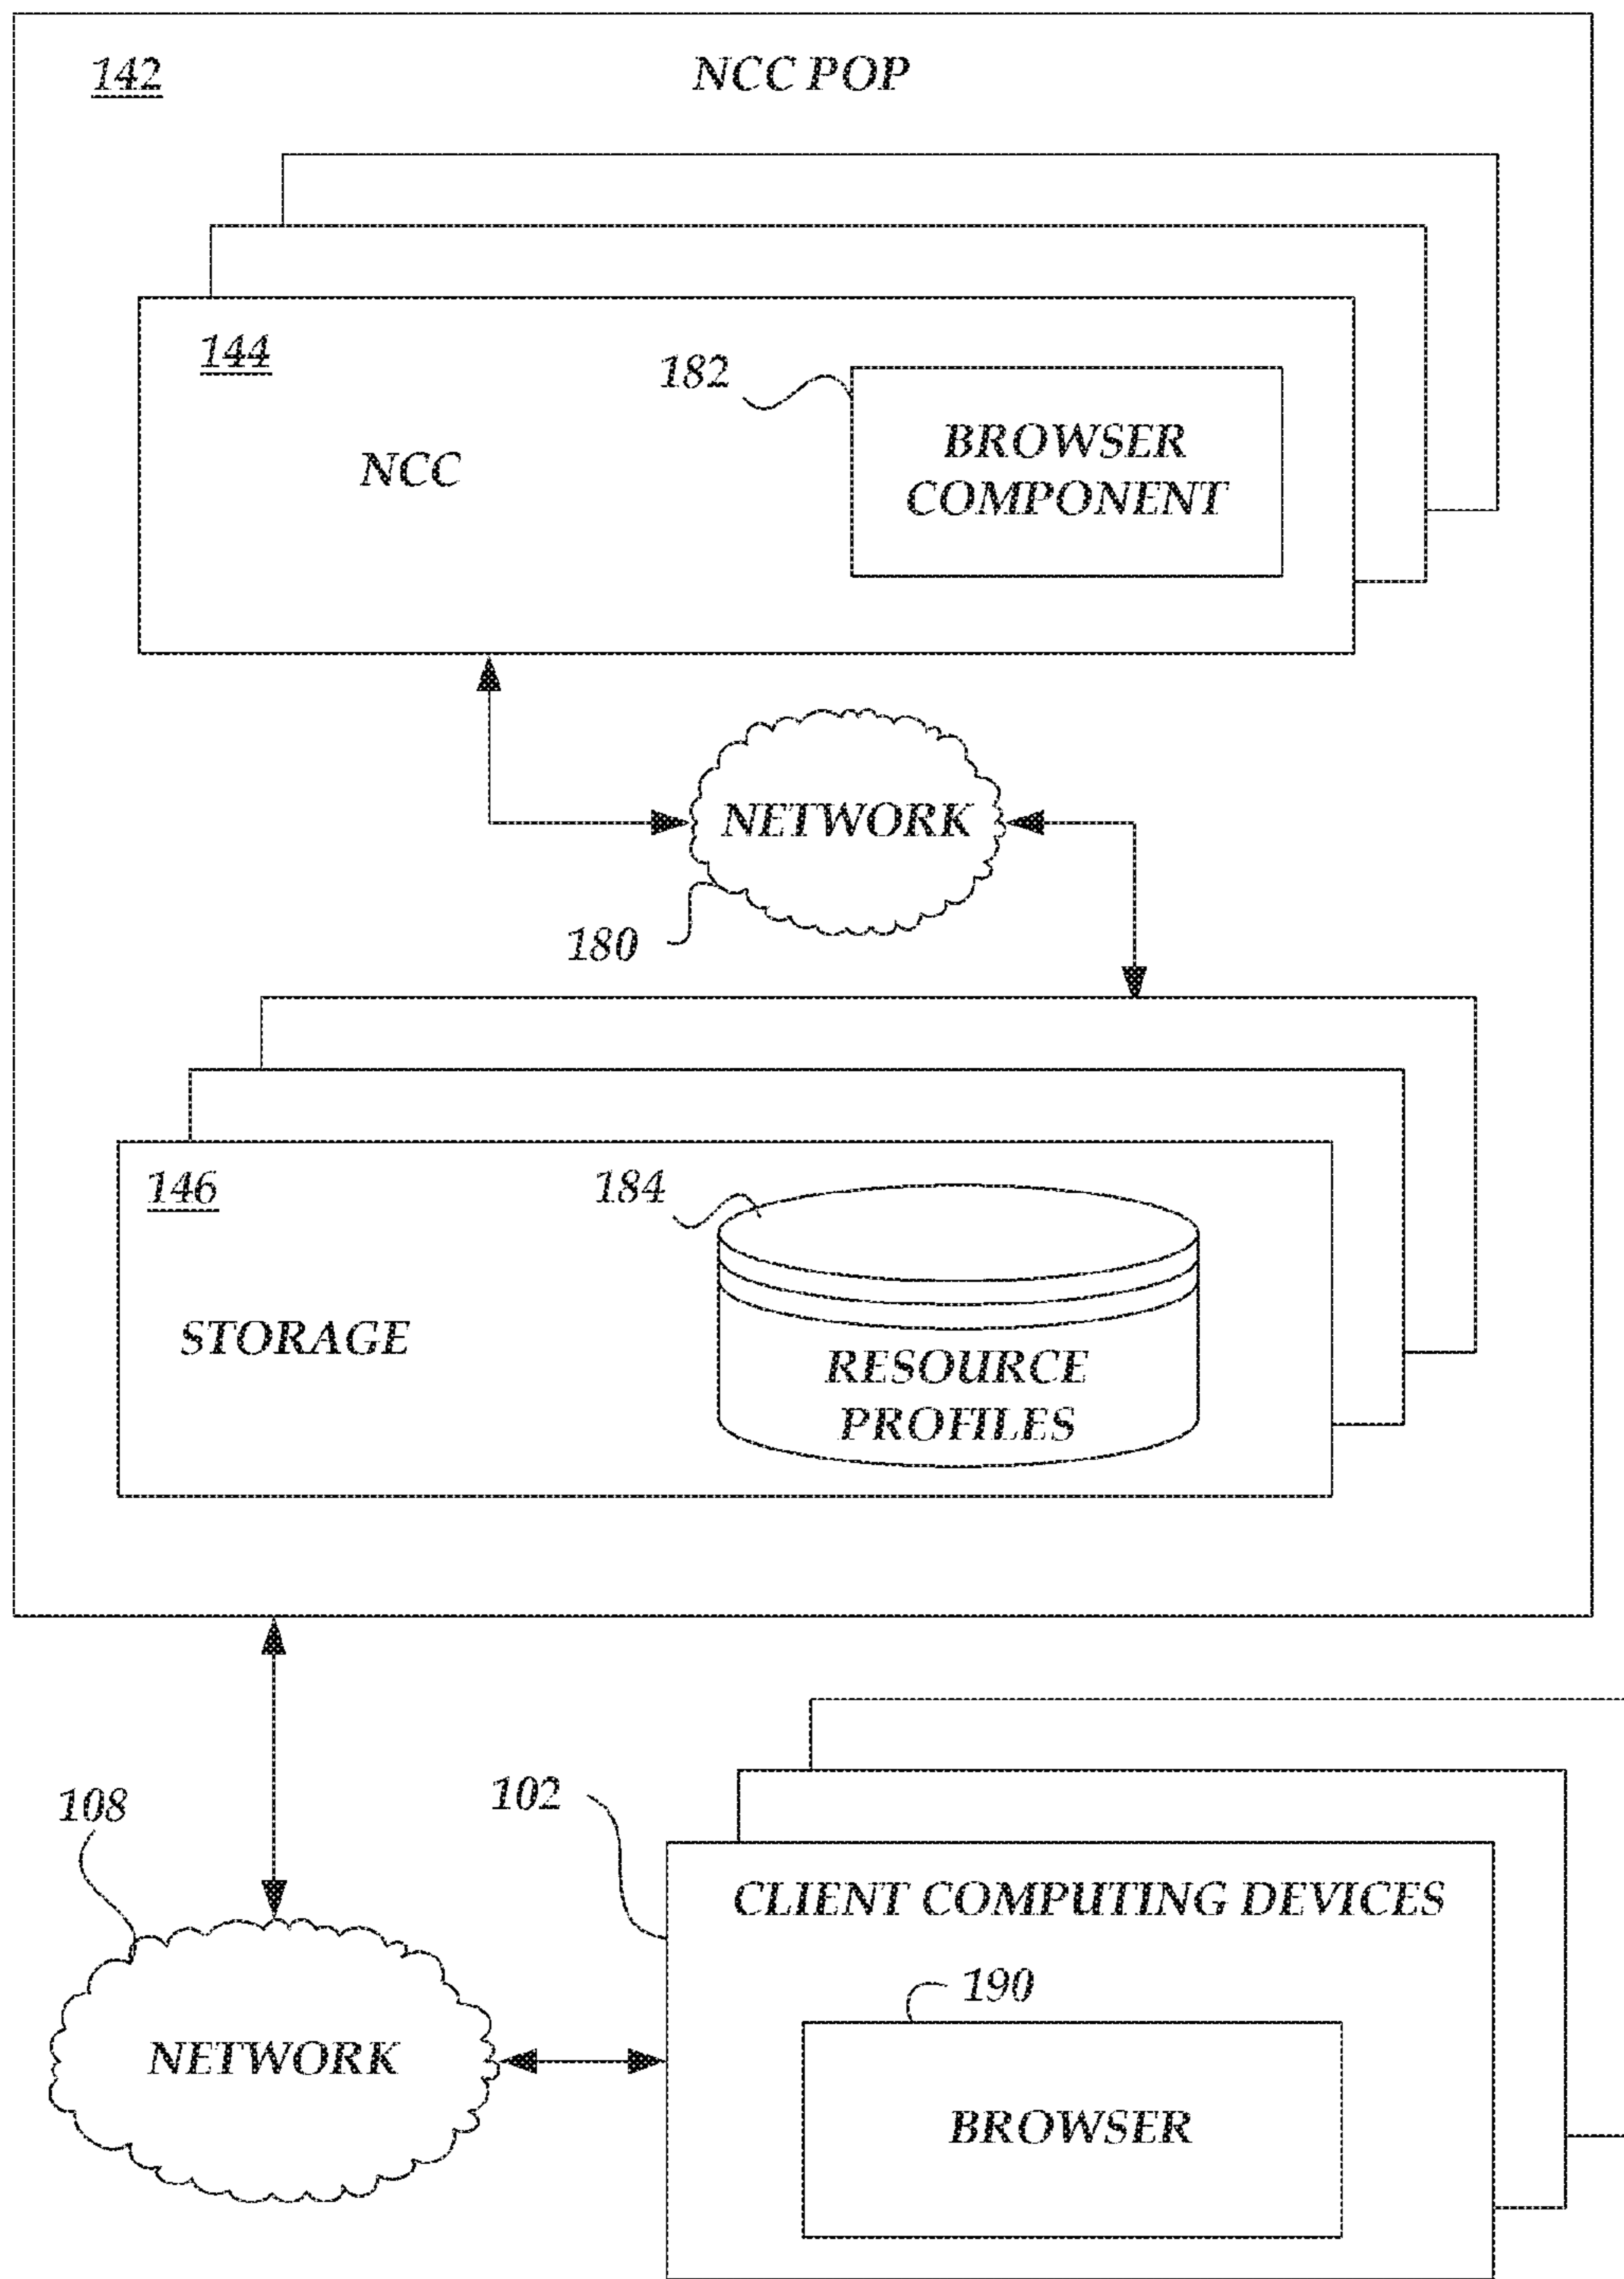 142
NCC POP
144
182
NCC
BROWSER
COMPONENT
NETWORK
180
146
184
STORAGE
RESOURCE
PROFILES
108
102
CLIENT COMPUTING DEVICES
190
NETWORK
BROWSER